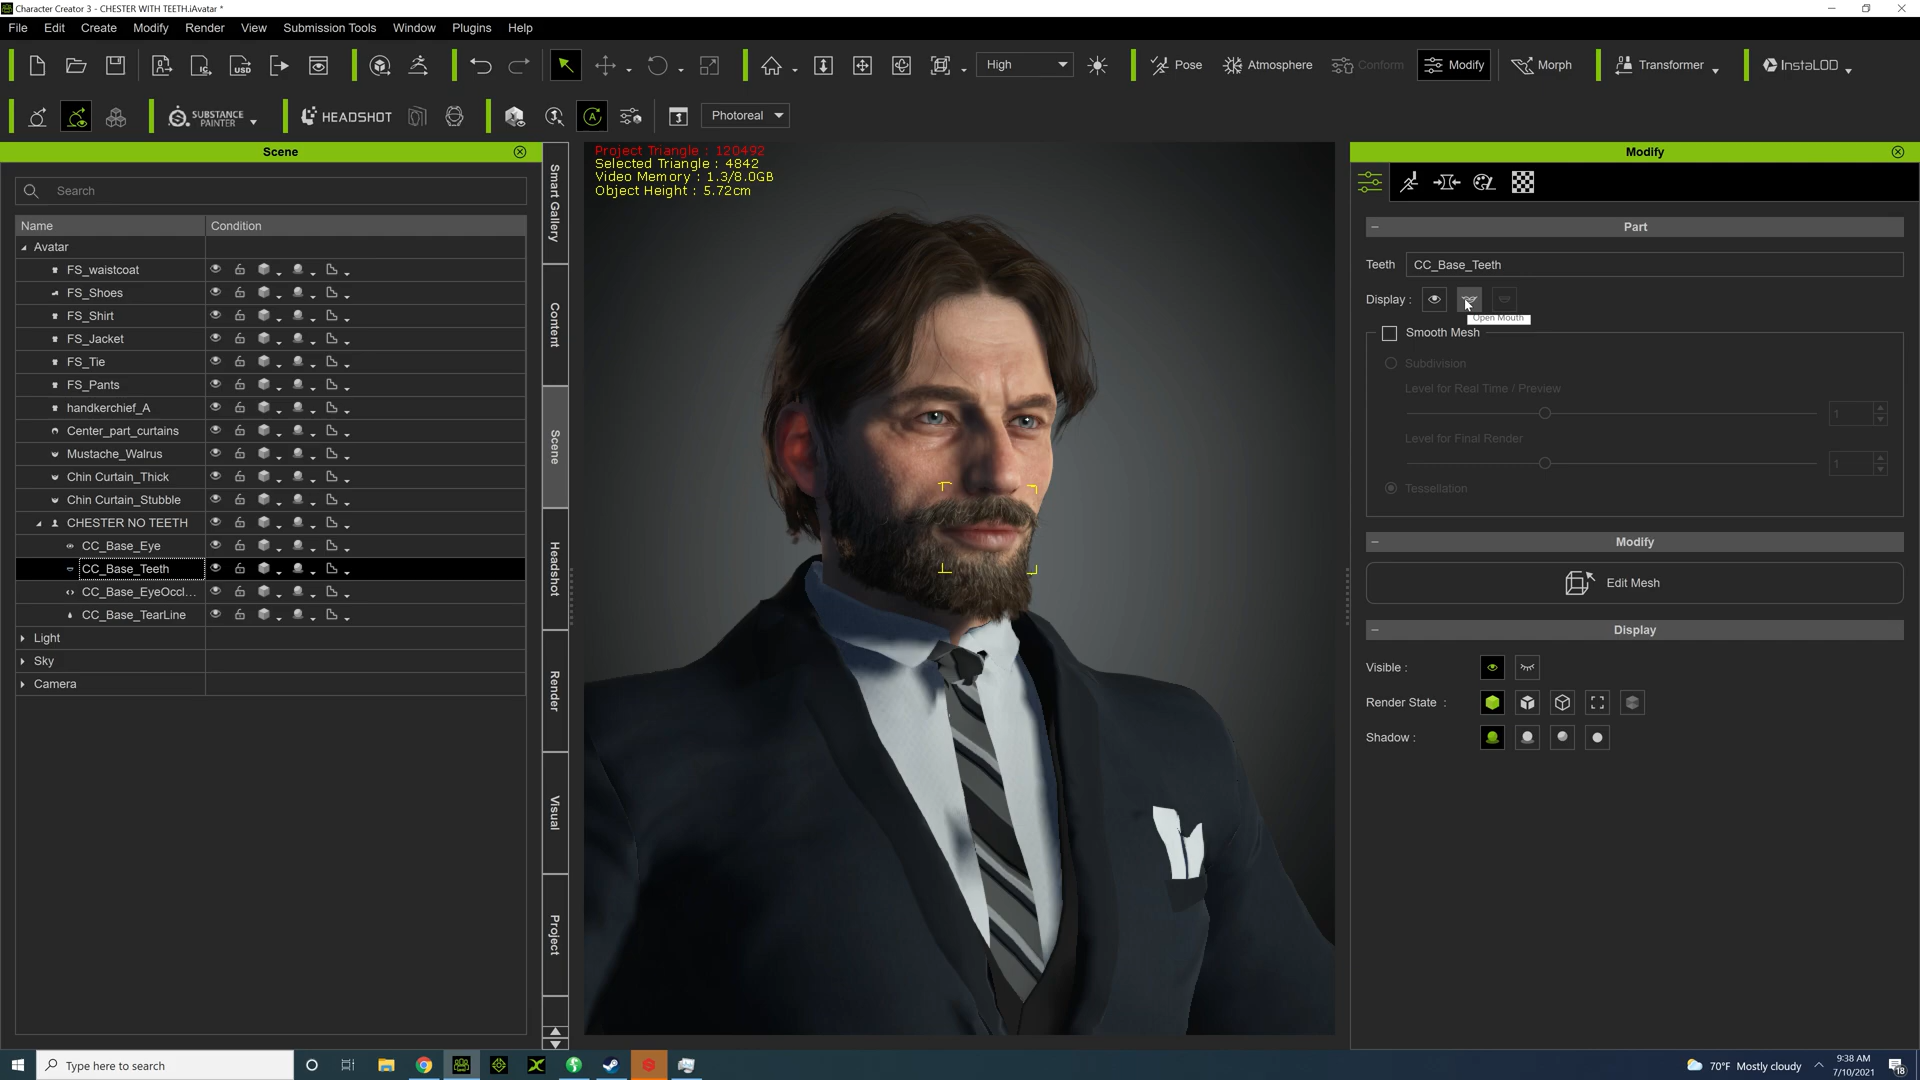 Character Creator 3 - CHESTER WITH TEETH.iAvatar *
File Edit Create Modify Render View Submission Tools Window Plugins Help
USD High Pose Atmosphere Conform Modify Morph Transformer InstaLOD
SUBSTANCE PAINTER HEADSHOT Photoreal
Scene
Search
Name Condition
Avatar
FS_waistcoat
FS_Shoes
FS_Shirt
FS_Jacket
FS_Tie
FS_Pants
handkerchief_A
Center_part_curtains
Mustache_Walrus
Chin Curtain_Thick
Chin Curtain_Stubble
CHESTER NO TEETH
CC_Base_Eye
CC_Base_Teeth
CC_Base_EyeOccl...
CC_Base_TearLine
Light
Sky
Camera
Smart Gallery
Content
Scene
Headshot
Render
Visual
Project
Project Triangle : 120492
Selected Triangle : 4842
Video Memory : 1.3/8.0GB
Object Height : 5.72cm
Modify
Part
Teeth CC_Base_Teeth
Display :
Open Mouth
Smooth Mesh
Subdivision
Level for Real Time / Preview
1
Level for Final Render
1
Tessellation
Modify
Edit Mesh
Display
Visible :
Render State :
Shadow :
Type here to search
70°F Mostly cloudy
9:38 AM
7/10/2021
18